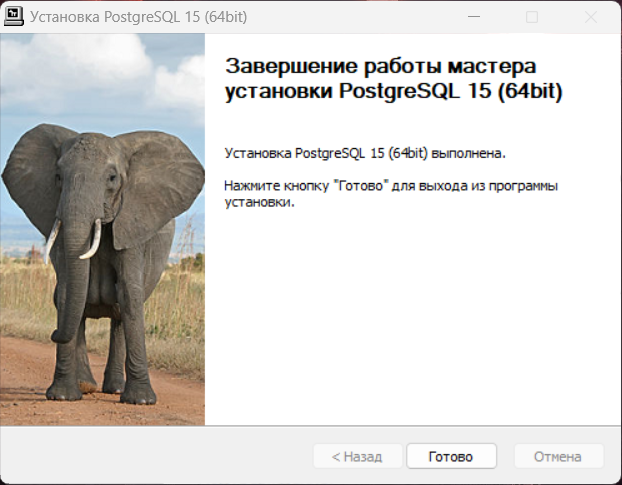 Установка PostgreSQL 15 (64bit)
Завершение работы мастера
установки PostgreSQL 15 (64bit)
Установка PostgreSQL 15 (64bit) выполнена.
Нажмите кнопку "Готово" для выхода из программы
установки.
< Назад
Готово
Отмена